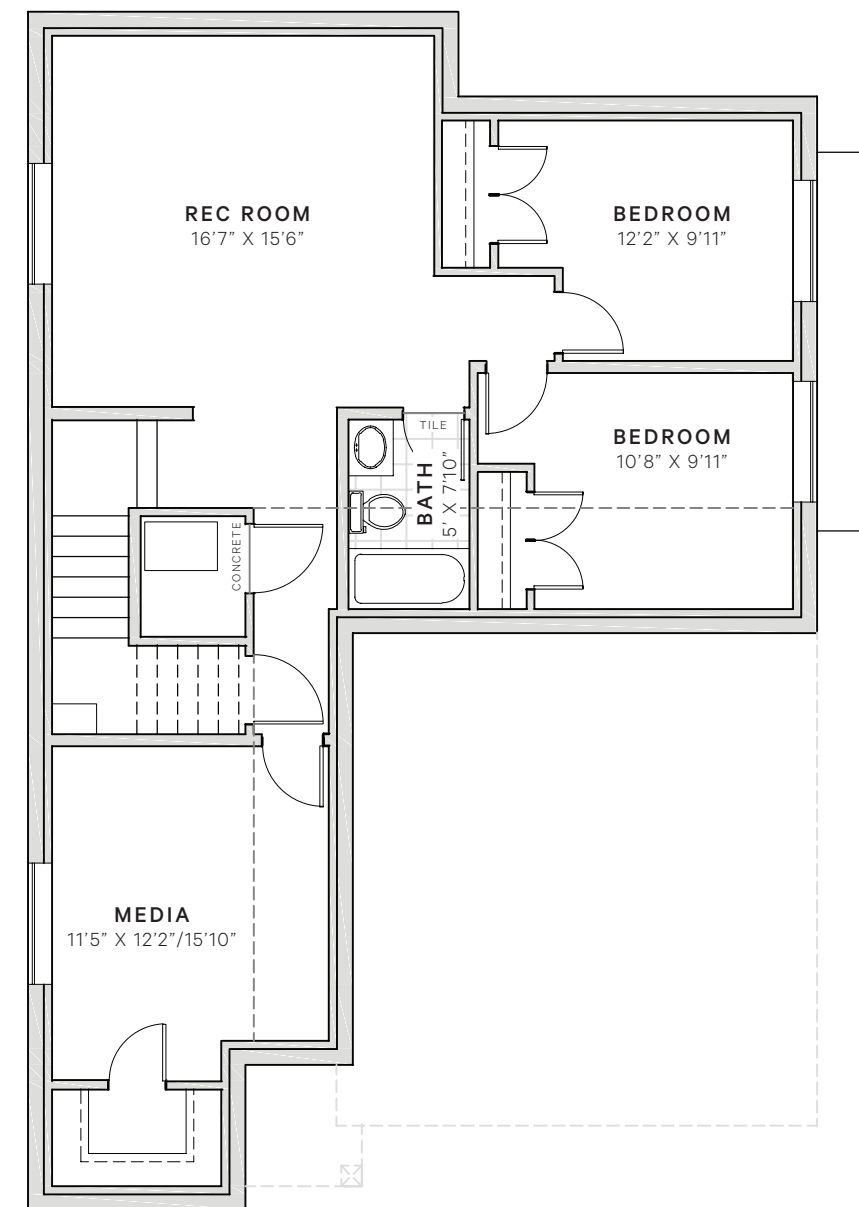 REC ROOM
16’7” X 15’6”
BEDROOM
12’2” X 9’11”
BEDROOM
10’8” X 9’11”
TILE
BATH
5’ X 7’10”
CONCRETE
MEDIA
11’5” X 12’2”/15’10”